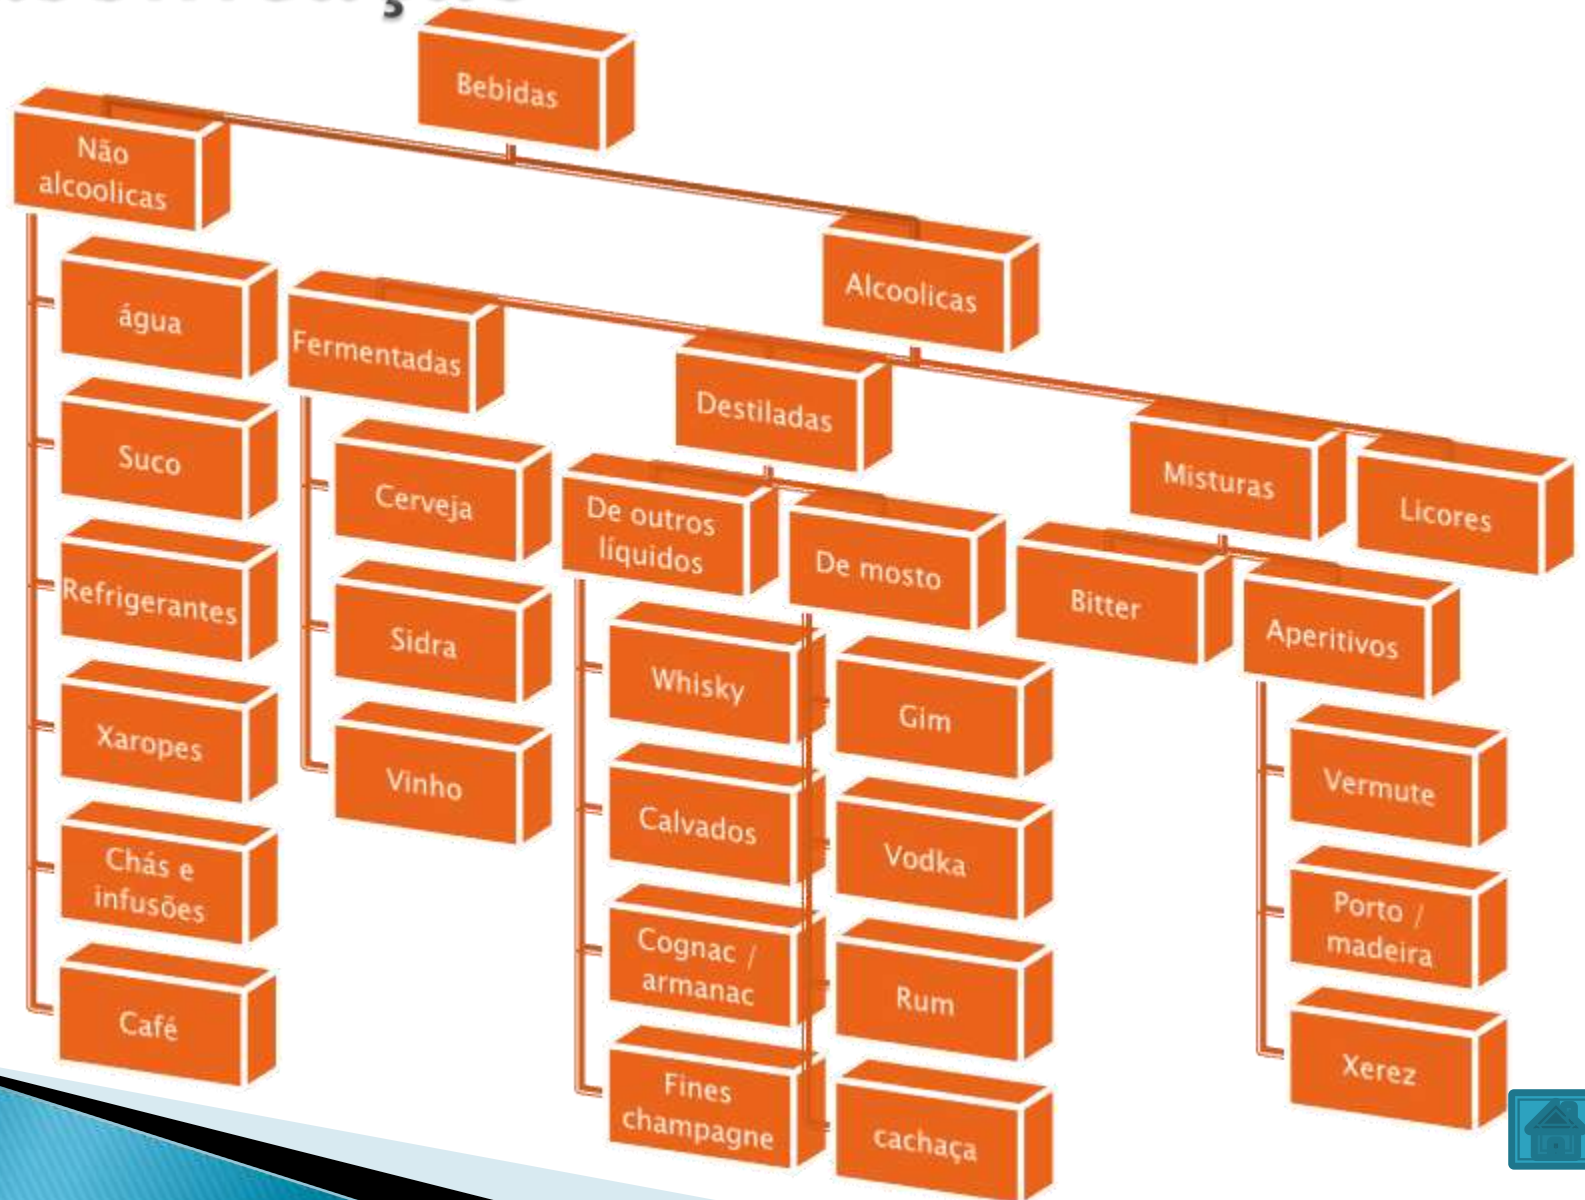 Bebidas
Não
alcoolicas
água
Suco
Refrigerantes
Xaropes
Chás e
infusões
Café
Alcoolicas
Fermentadas
Cerveja
Sidra
Vinho
Destiladas
De outros
líquidos
Whisky
Calvados
Cognac /
armanac
Fines
champagne
De mosto
Gim
Vodka
Rum
cachaça
Misturas
Bitter
Aperitivos
Vermute
Porto /
madeira
Xerez
Licores